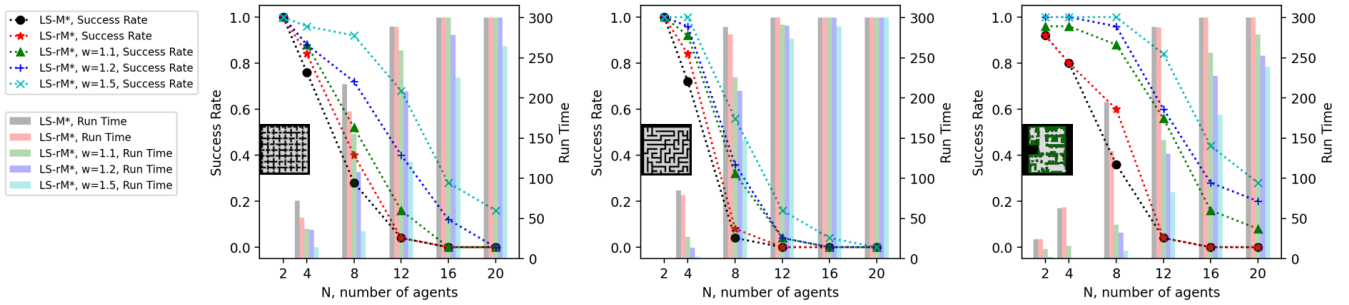 LS-M*, Success Rate
LS-rM*, Success Rate
LS-rM*, w=1.1, Success Rate
LS-rM*, w=1.2, Success Rate
LS-rM*, w=1.5, Success Rate
LS-M*, Run Time
LS-rM*, Run Time
LS-rM*, w=1.1, Run Time
LS-rM*, w=1.2, Run Time
LS-rM*, w=1.5, Run Time
Success Rate
1.0
0.8
0.6
0.4
0.2
0.0
2 4 8 12 16 20
N, number of agents
300
250
200
150
100
50
0
Run Time
Success Rate
1.0
0.8
0.6
0.4
0.2
0.0
2 4 8 12 16 20
N, number of agents
300
250
200
150
100
50
0
Run Time
Success Rate
1.0
0.8
0.6
0.4
0.2
0.0
2 4 8 12 16 20
N, number of agents
300
250
200
150
100
50
0
Run Time